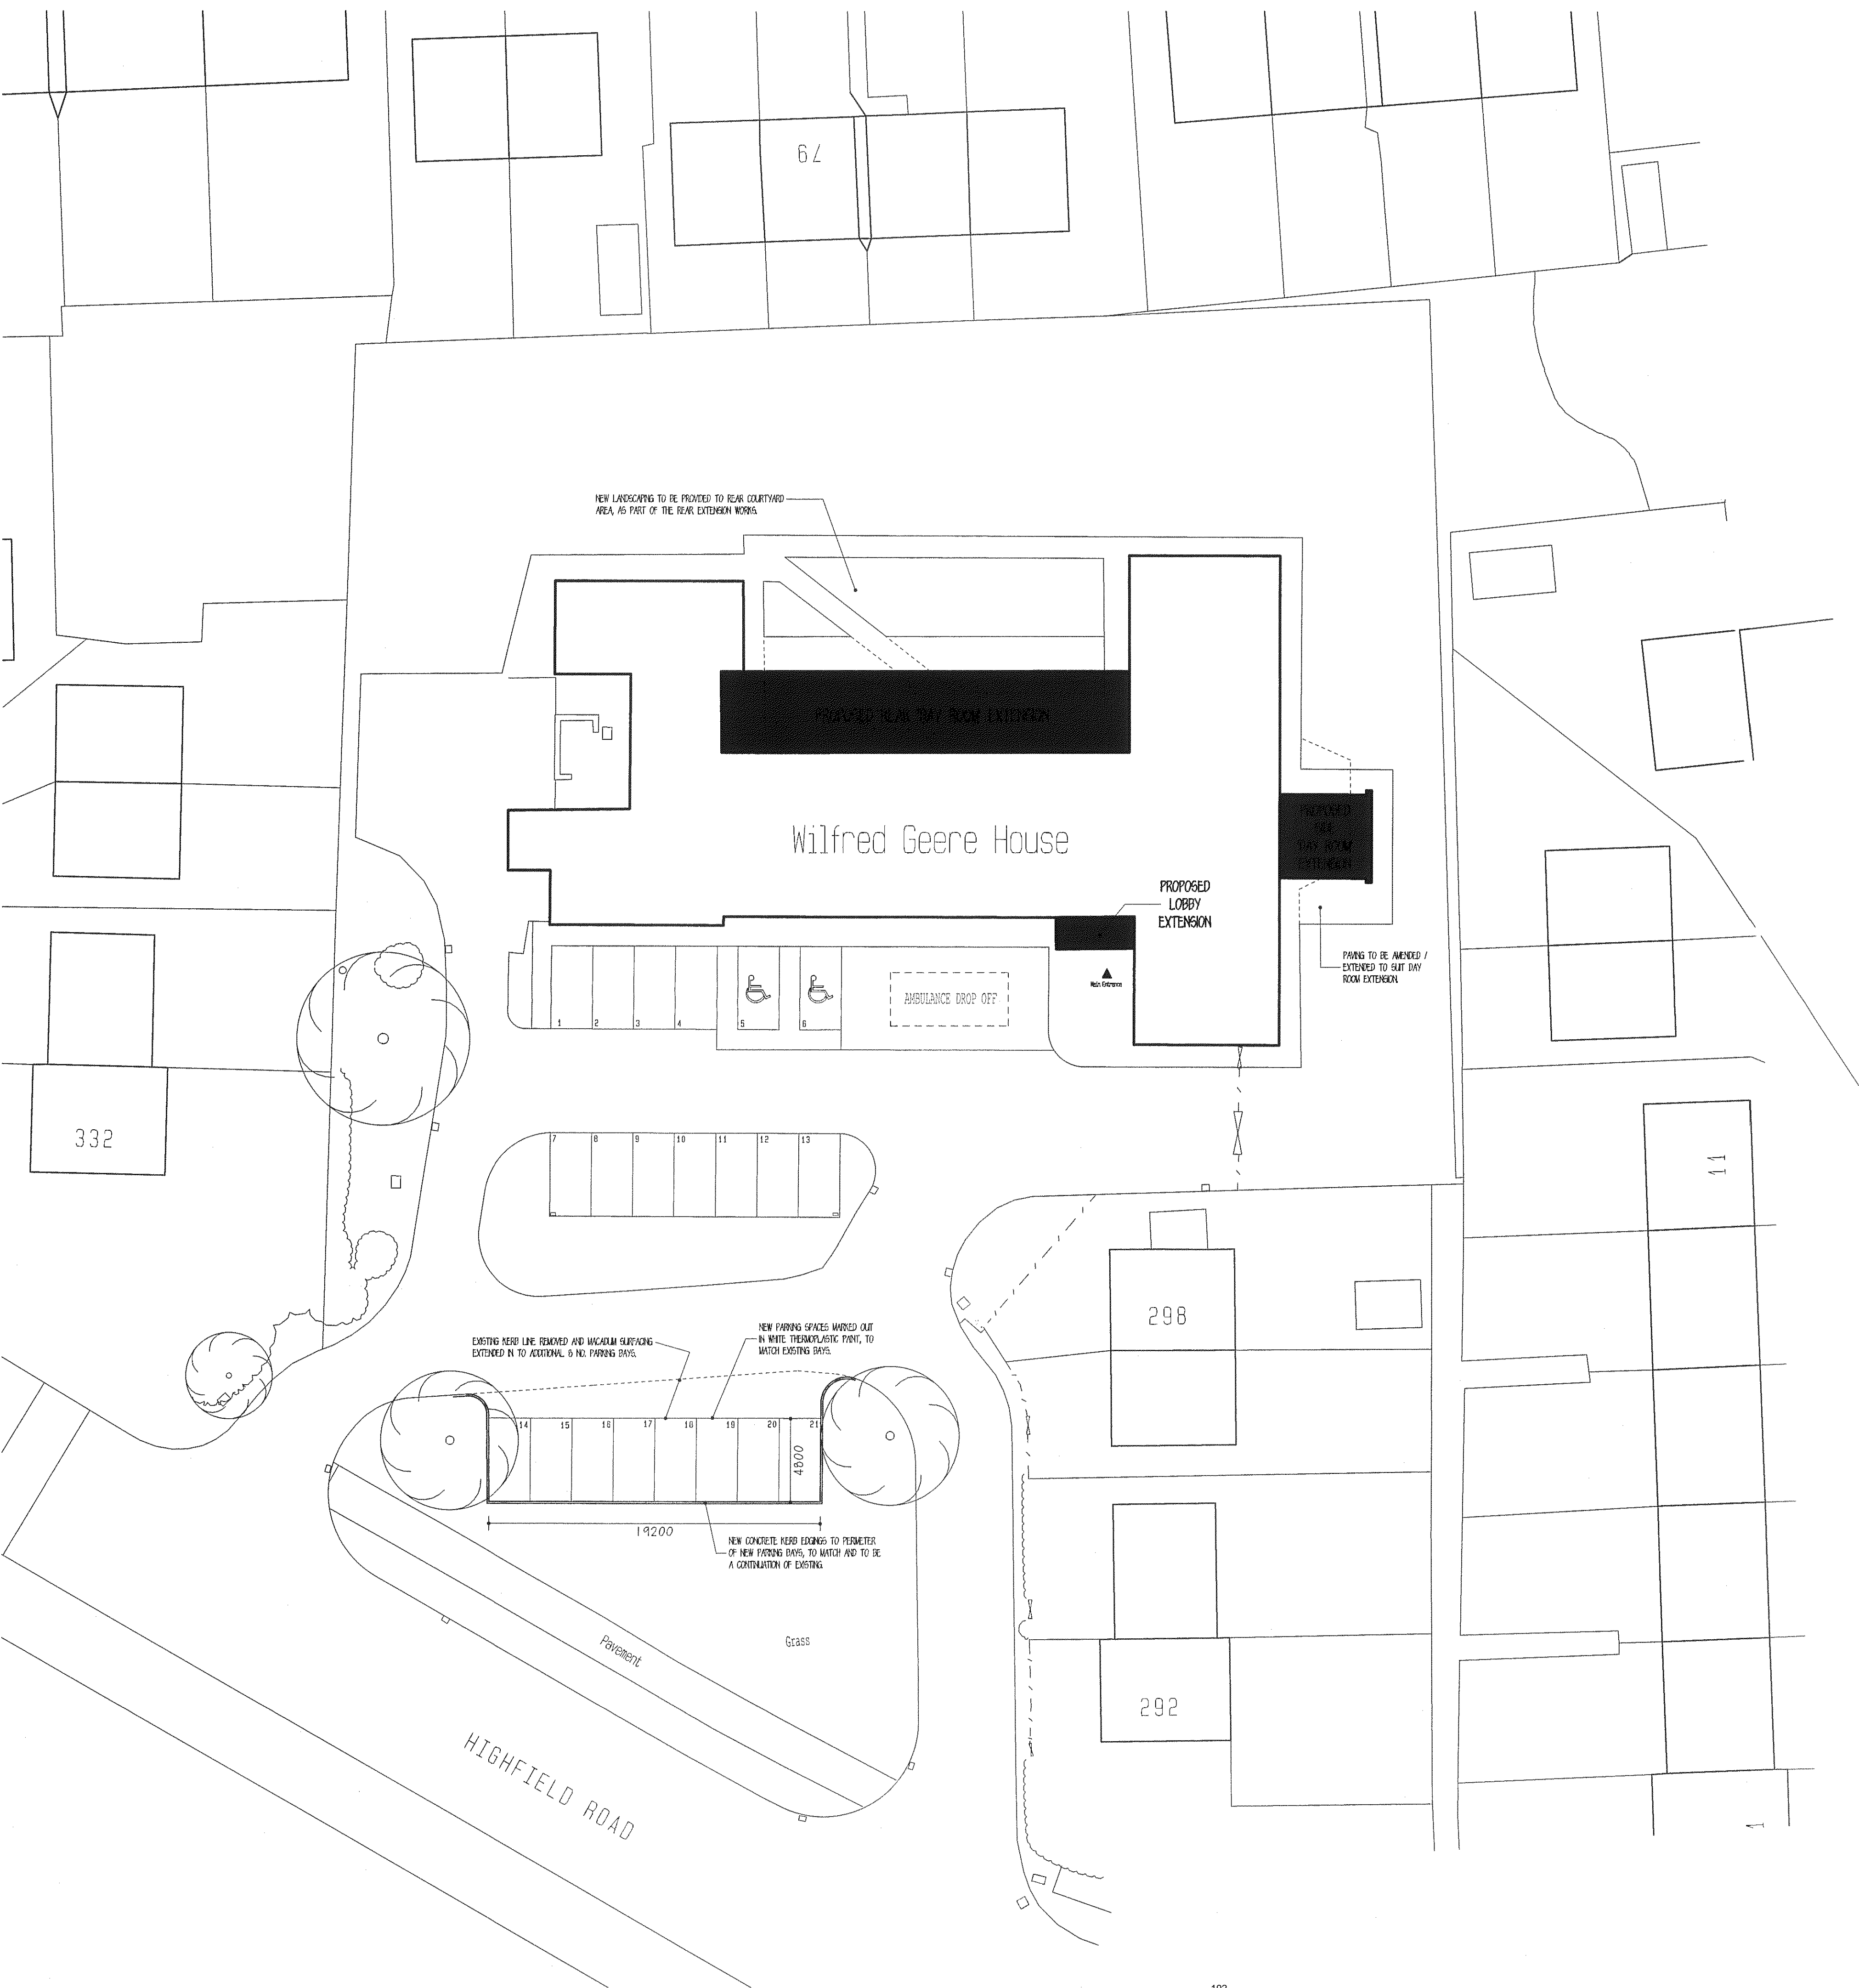 79
NEW LANDSCAPING TO BE PROVIDED TO REAR COURTYARD
AREA, AS PART OF THE REAR EXTENSION WORKS.
PROPOSED REAR DAY ROOM EXTENSION
PROPOSED
DAY ROOM
EXTENSION
Wilfred Geere House
PROPOSED
LOBBY
EXTENSION
PAVING TO BE AMENDED /
EXTENDED TO SUIT DAY
ROOM EXTENSION.
Main Entrance
AMBULANCE DROP OFF
1 2 3 4 5 6
332
7 8 9 10 11 12 13
11
298
EXISTING KERB LINE REMOVED AND MACADUM SURFACING
EXTENDED IN TO ADDITIONAL 8 NO. PARKING BAYS.
NEW PARKING SPACES MARKED OUT
IN WHITE THERMOPLASTIC PAINT, TO
MATCH EXISTING BAYS.
14 15 16 17 18 19 20 21
4800
19200
NEW CONCRETE KERB EDGINGS TO PERIMETER
OF NEW PARKING BAYS, TO MATCH AND TO BE
A CONTINUATION OF EXISTING.
Pavement
Grass
292
HIGHFIELD ROAD
1